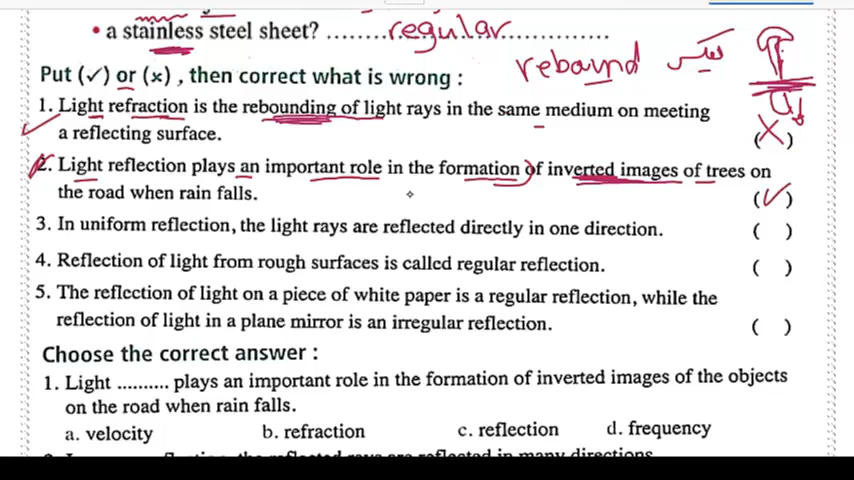 • a stainless steel sheet? ........regular..............
rebound
Put (✓) or (x) , then correct what is wrong :
1. Light refraction is the rebounding of light rays in the same medium on meeting
a reflecting surface. (X)
2. Light reflection plays an important role in the formation of inverted images of trees on
the road when rain falls. (✓)
3. In uniform reflection, the light rays are reflected directly in one direction. ( )
4. Reflection of light from rough surfaces is called regular reflection. ( )
5. The reflection of light on a piece of white paper is a regular reflection, while the
reflection of light in a plane mirror is an irregular reflection. ( )
Choose the correct answer :
1. Light .......... plays an important role in the formation of inverted images of the objects
on the road when rain falls.
a. velocity b. refraction c. reflection d. frequency